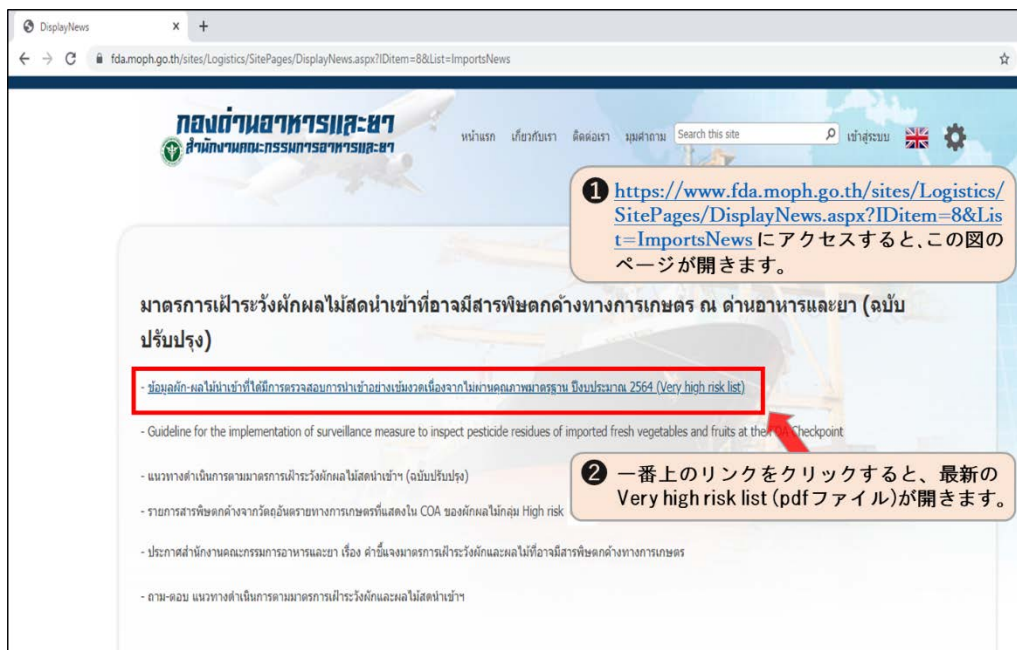 DisplayNews
fda.moph.go.th/sites/Logistics/SitePages/DisplayNews.aspx?IDitem=8&List=ImportsNews
กองด่านอาหารและยา
สำนักงานคณะกรรมการอาหารและยา
หน้าแรก เกี่ยวกับเรา ติดต่อเรา มุมคำถาม Search this site เข้าสู่ระบบ
❶ https://www.fda.moph.go.th/sites/Logistics/
SitePages/DisplayNews.aspx?IDitem=8&Lis
t=ImportsNews にアクセスすると、この図の
ページが開きます。
มาตรการเฝ้าระวังผักผลไม้สดนำเข้าที่อาจมีสารพิษตกค้างทางการเกษตร ณ ด่านอาหารและยา (ฉบับ
ปรับปรุง)
- ข้อมูลผัก-ผลไม้นำเข้าที่ได้มีการตรวจสอบการนำเข้าอย่างเข้มงวดเนื่องจากไม่ผ่านคุณภาพมาตรฐาน ปีงบประมาณ 2564 (Very high risk list)
- Guideline for the implementation of surveillance measure to inspect pesticide residues of imported fresh vegetables and fruits at the FDA Checkpoint
❷ 一番上のリンクをクリックすると、最新の
Very high risk list (pdfファイル)が開きます。
- แนวทางดำเนินการตามมาตรการเฝ้าระวังผักผลไม้สดนำเข้าฯ (ฉบับปรับปรุง)
- รายการสารพิษตกค้างจากวัตถุอันตรายทางการเกษตรที่แสดงใน COA ของผักผลไม้กลุ่ม High risk
- ประกาศสำนักงานคณะกรรมการอาหารและยา เรื่อง คำชี้แจงมาตรการเฝ้าระวังผักและผลไม้ที่อาจมีสารพิษตกค้างทางการเกษตร
- ถาม-ตอบ แนวทางดำเนินการตามมาตรการเฝ้าระวังผักและผลไม้สดนำเข้าฯ